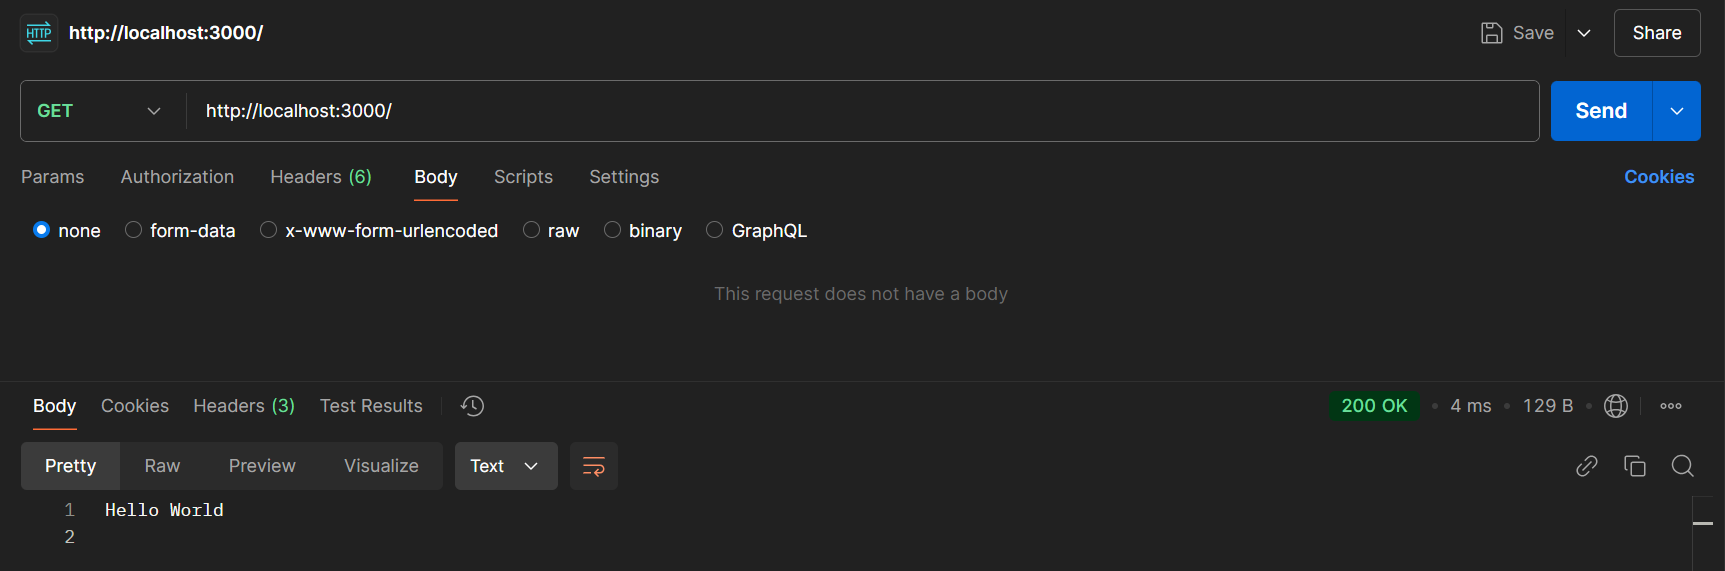 HTTP http://localhost:3000/ Save Share
GET http://localhost:3000/ Send
Params Authorization Headers (6) Body Scripts Settings Cookies
none form-data x-www-form-urlencoded raw binary GraphQL
This request does not have a body
Body Cookies Headers (3) Test Results 200 OK • 4 ms • 129 B •
Pretty Raw Preview Visualize Text
1 Hello World
2